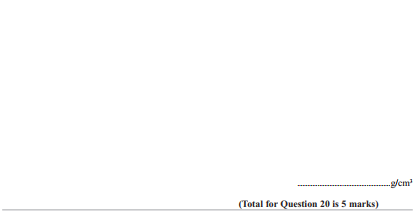 ....................................g/cm³
(Total for Question 20 is 5 marks)